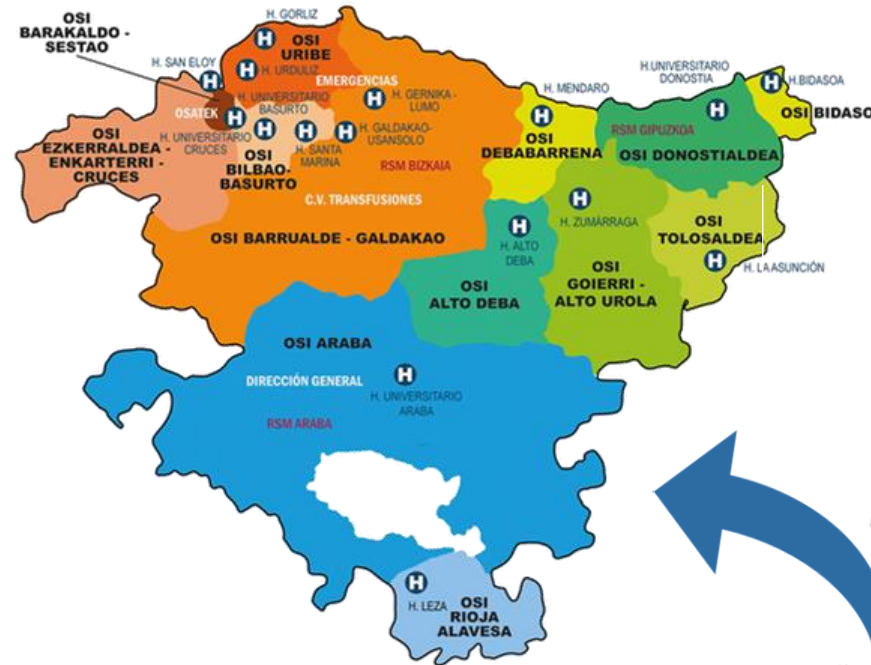 OSI
BARAKALDO -
SESTAO
H. GORLIZ
H
OSI
URIBE
H. SAN ELOY
H
H
H. URDULIZ
EMERGENCIAS
H. UNIVERSITARIO
BASURTO
H
H. GERNIKA -
LUMO
OSATEK
H
H. UNIVERSITARIO
CRUCES
H
H
H. SANTA
MARINA
H
H. GALDAKAO-
USANSOLO
OSI
EZKERRALDEA -
ENKARTERRI -
CRUCES
OSI
BILBAO-
BASURTO
RSM BIZKAIA
C.V. TRANSFUSIONES
OSI BARRUALDE - GALDAKAO
H. MENDARO
H
OSI
DEBABARRENA
H.UNIVERSITARIO
DONOSTIA
H
H
H.BIDASOA
OSI BIDASO
RSM GIPUZKOA
OSI DONOSTIALDEA
H
H. ZUMÁRRAGA
OSI
TOLOSALDEA
H
H. LA ASUNCIÓN
H
H. ALTO
DEBA
OSI
ALTO DEBA
OSI
GOIERRI -
ALTO UROLA
OSI ARABA
DIRECCIÓN GENERAL
H
H. UNIVERSITARIO
ARABA
RSM ARABA
H
H. LEZA
OSI
RIOJA
ALAVESA